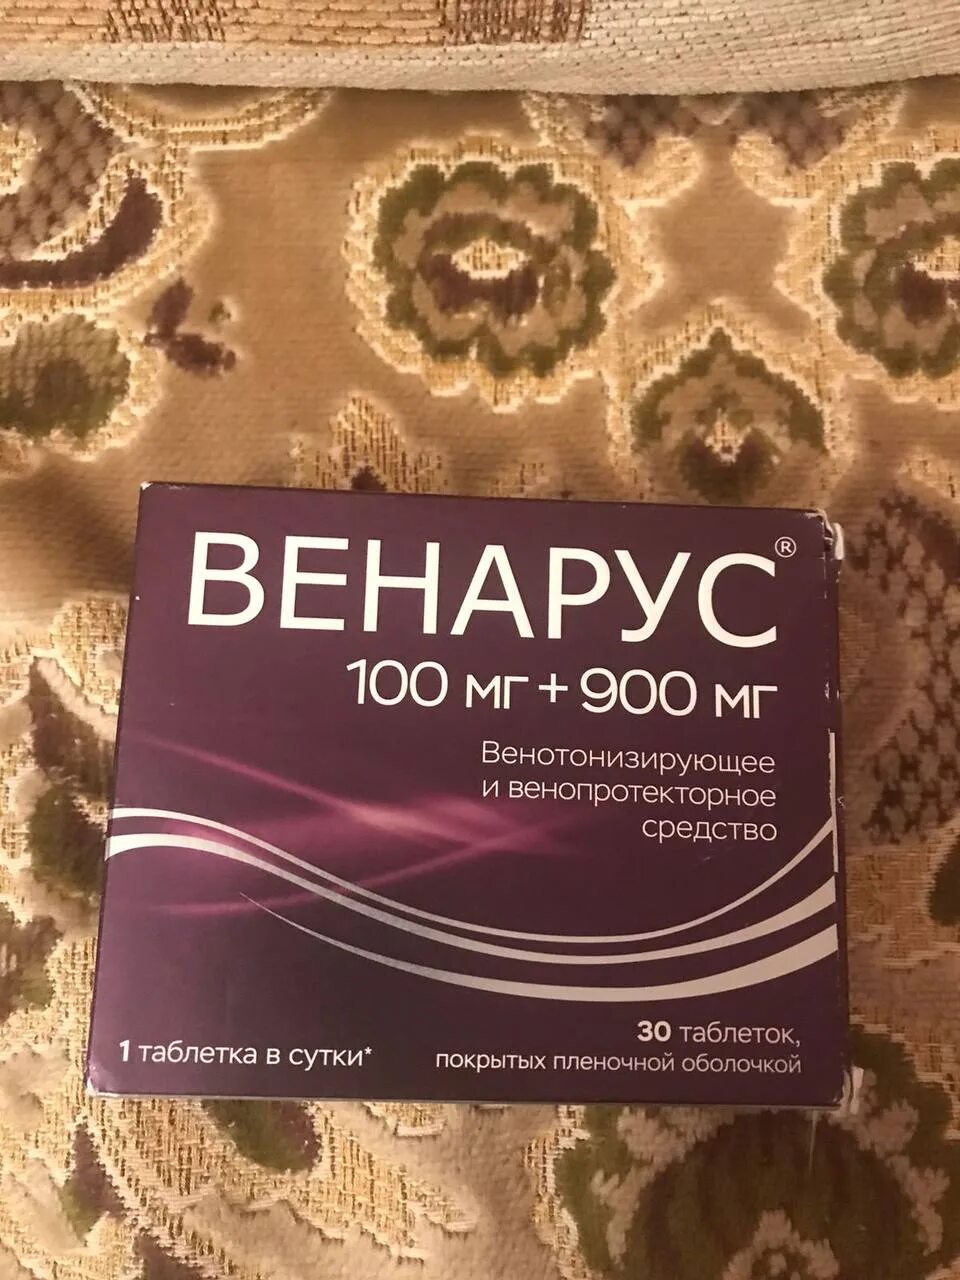 ВЕНАРУС®
100 мг + 900 мг
Венотонизирующее
и венопротекторное
средство
30 таблеток,
1 таблетка в сутки* покрытых пленочной оболочкой